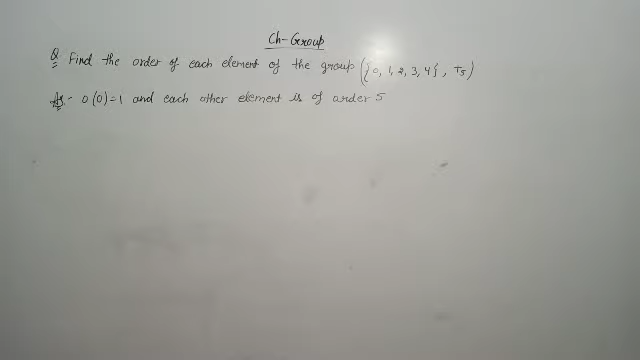 Ch-Group
Q. Find the order of each element of the group ({0, 1, 2, 3, 4}, +5)
Ans:- O(0)=1 and each other element is of order 5